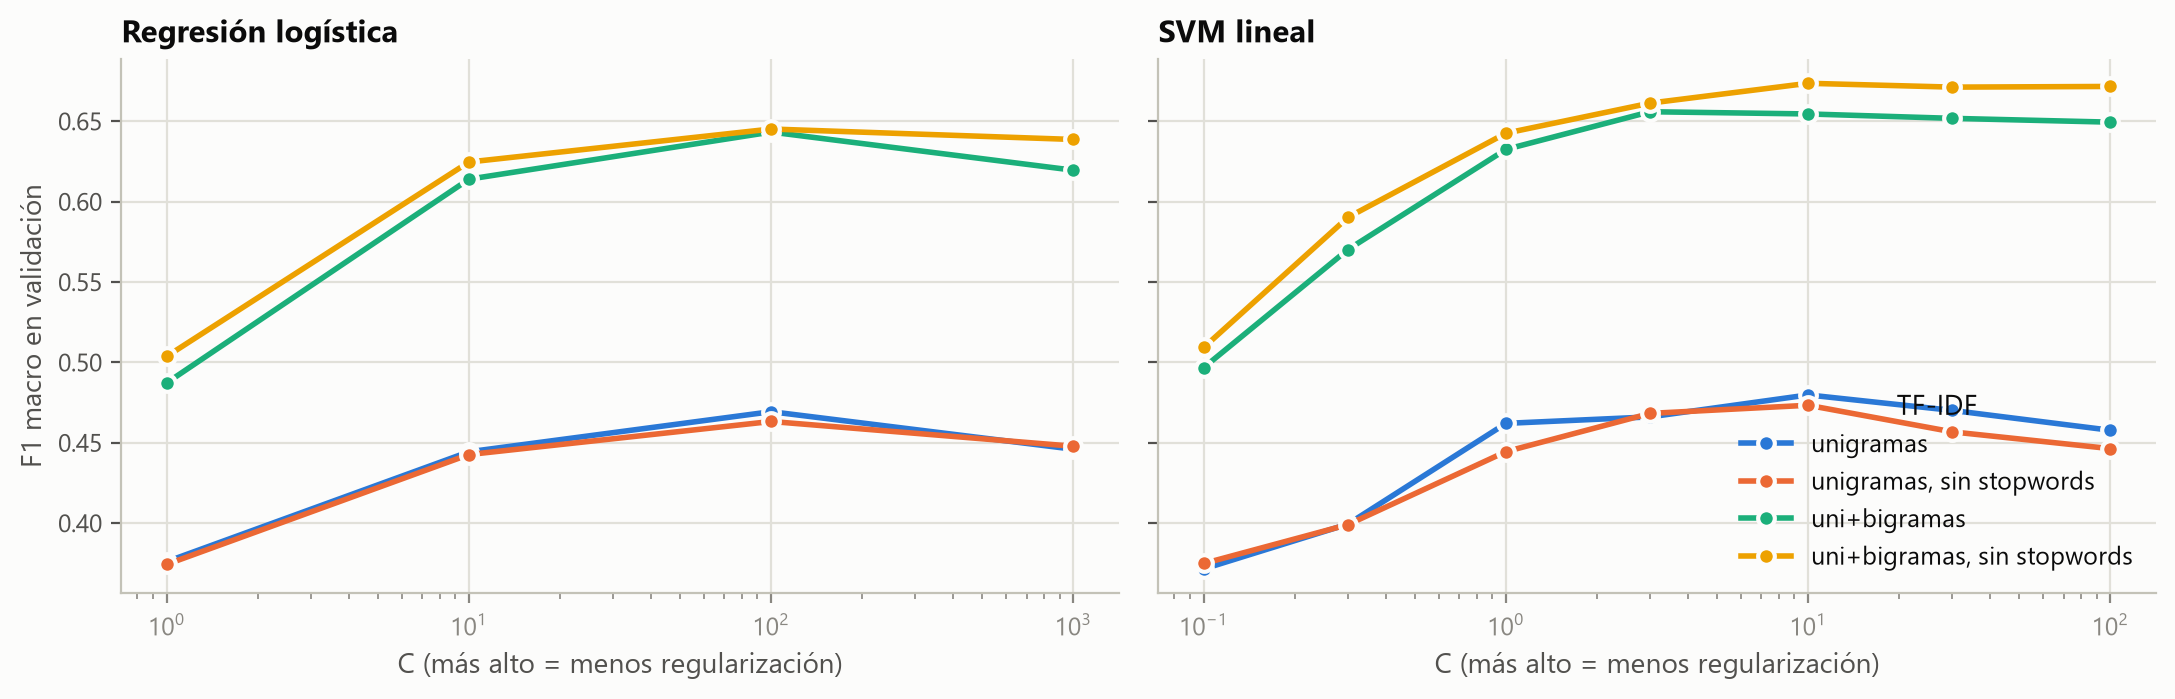 Regresión logística
SVM lineal
F1 macro en validación
0.65
0.60
0.55
0.50
0.45
0.40
10⁰
10¹
10²
10³
C (más alto = menos regularización)
10⁻¹
10⁰
10¹
10²
C (más alto = menos regularización)
TF-IDF
unigramas
unigramas, sin stopwords
uni+bigramas
uni+bigramas, sin stopwords